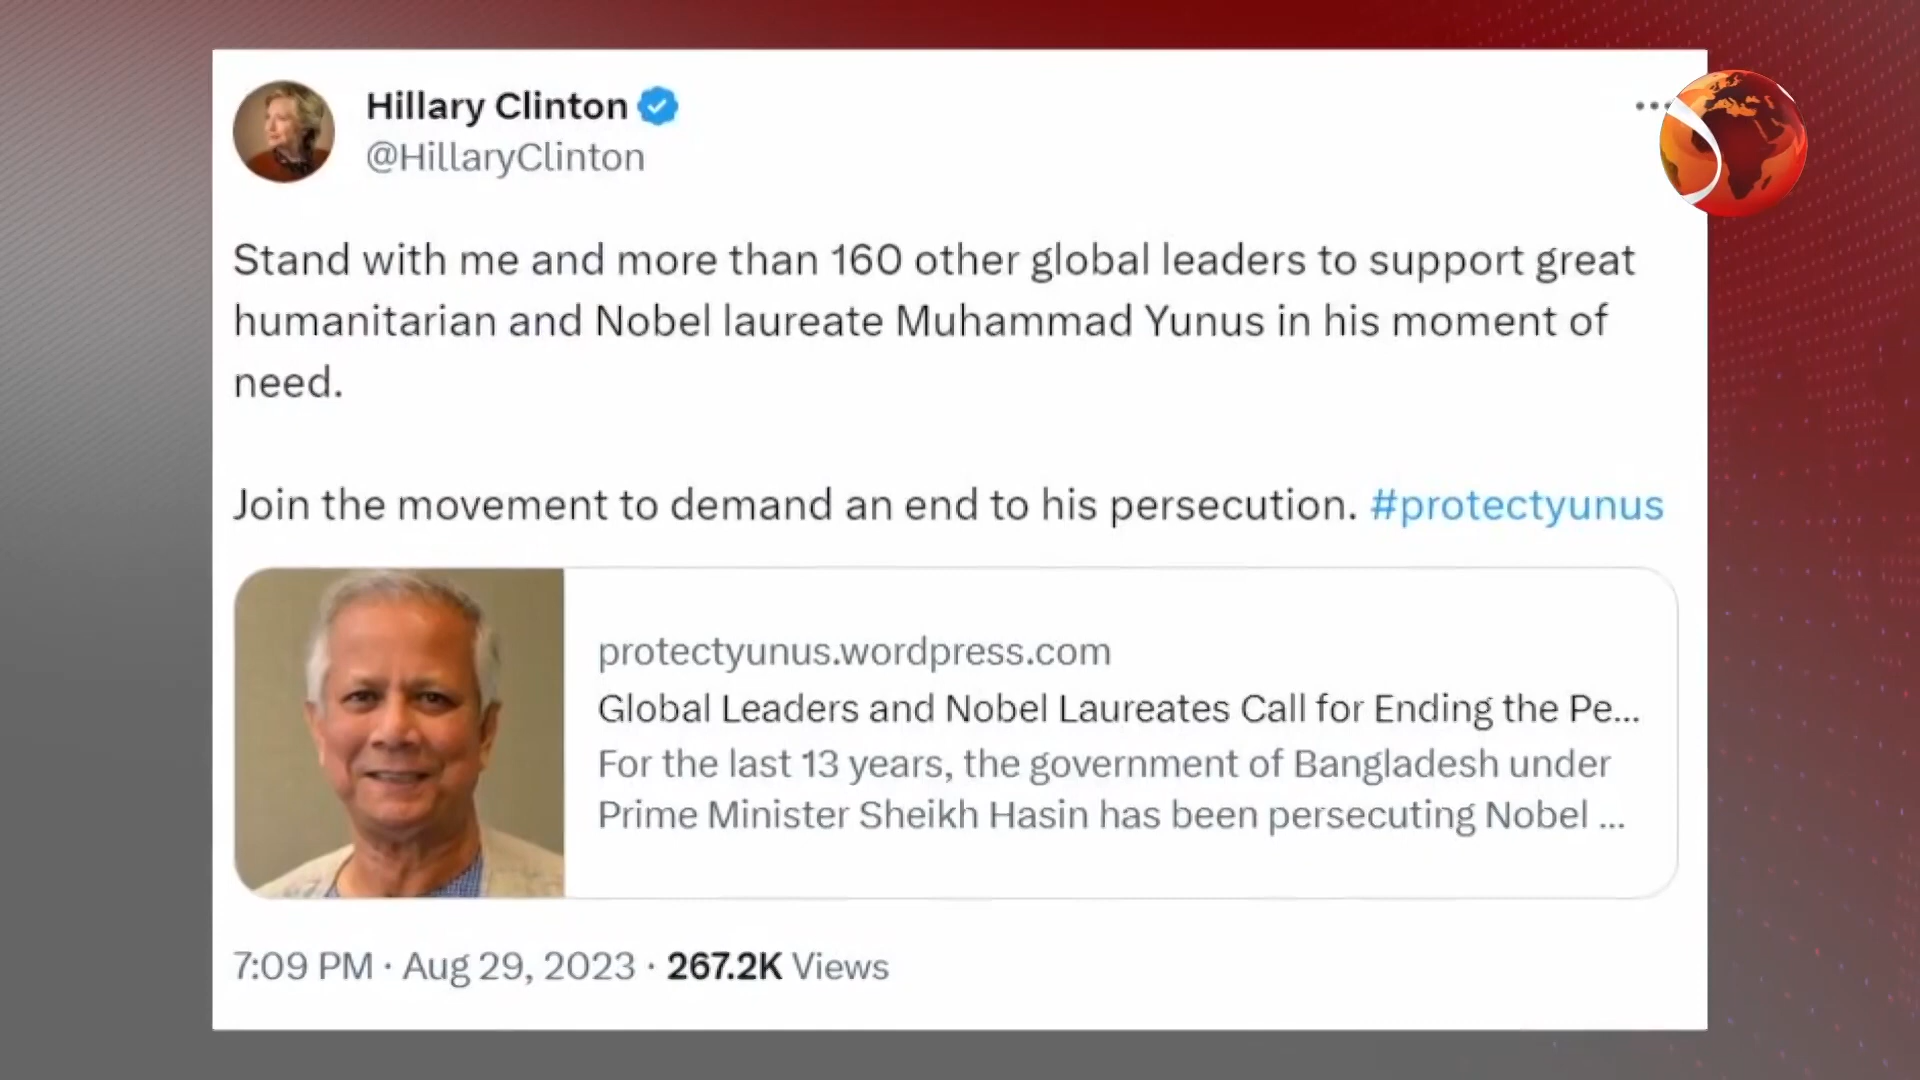 Hillary Clinton
@HillaryClinton
Stand with me and more than 160 other global leaders to support great
humanitarian and Nobel laureate Muhammad Yunus in his moment of
need.
Join the movement to demand an end to his persecution. #protectyunus
protectyunus.wordpress.com
Global Leaders and Nobel Laureates Call for Ending the Pe...
For the last 13 years, the government of Bangladesh under
Prime Minister Sheikh Hasin has been persecuting Nobel ...
7:09 PM · Aug 29, 2023 · 267.2K Views